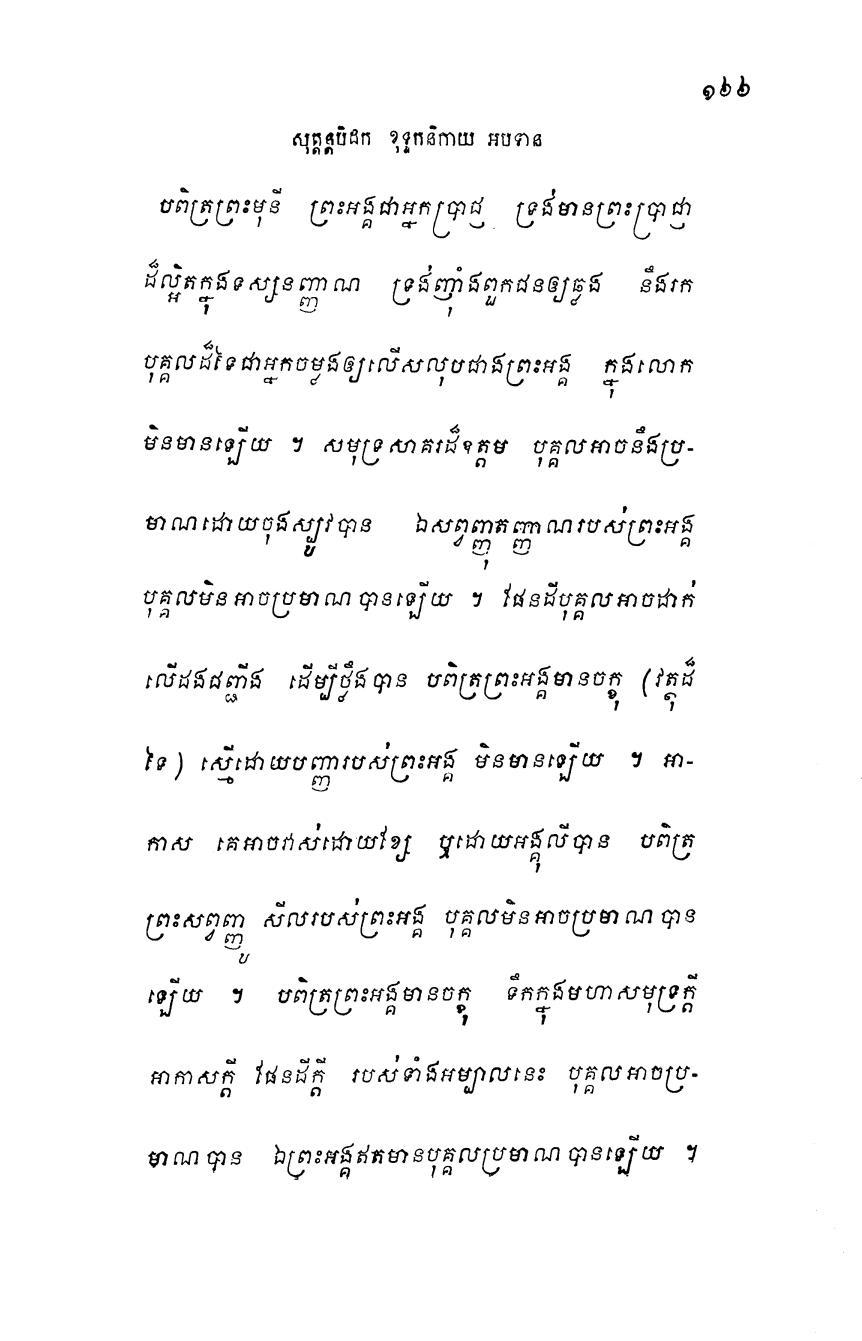 ១៦៦
សុត្តន្តបិដក ខុទ្ទកនិកាយ អបទាន
បពិត្រព្រះមុនី ព្រះអង្គជាអ្នកប្រាជ្ញ ទ្រង់មានព្រះប្រាជ្ញា
ដ៏ល្អិតក្នុងទស្សនញ្ញាណ ទ្រង់ញុំាងពួកជនឲ្យឆ្លង នឹងរក
បុគ្គលដ៏ទៃជាអ្នកចម្លងឲ្យលើសលុបជាងព្រះអង្គ ក្នុងលោក
មិនមានឡើយ ។ សមុទ្រសាគរដ៏ឧត្តម បុគ្គលអាចនឹងប្រ-
មាណដោយចុងស្បូវបាន ឯសព្វញ្ញុតញ្ញាណរបស់ព្រះអង្គ
បុគ្គលមិនអាចប្រមាណបានឡើយ ។ ផែនដីបុគ្គលអាចដាក់
លើដងជញ្ជីង ដើម្បីថ្លឹងបាន បពិត្រព្រះអង្គមានចក្ខុ (វត្ថុដ៏
ទៃ) ស្មើដោយបញ្ញារបស់ព្រះអង្គ មិនមានឡើយ ។ អា-
កាស គេអាចវាស់ដោយខ្សែ ឬដោយអង្គុលីបាន បពិត្រ
ព្រះសព្វញ្ញូ សីលរបស់ព្រះអង្គ បុគ្គលមិនអាចប្រមាណបាន
ឡើយ ។ បពិត្រព្រះអង្គមានចក្ខុ ទឹកក្នុងមហាសមុទ្រក្តី
អាកាសក្តី ផែនដីក្តី របស់ទាំងអម្បាលនេះ បុគ្គលអាចប្រ-
មាណបាន ឯព្រះអង្គឥតមានបុគ្គលប្រមាណបានឡើយ ។